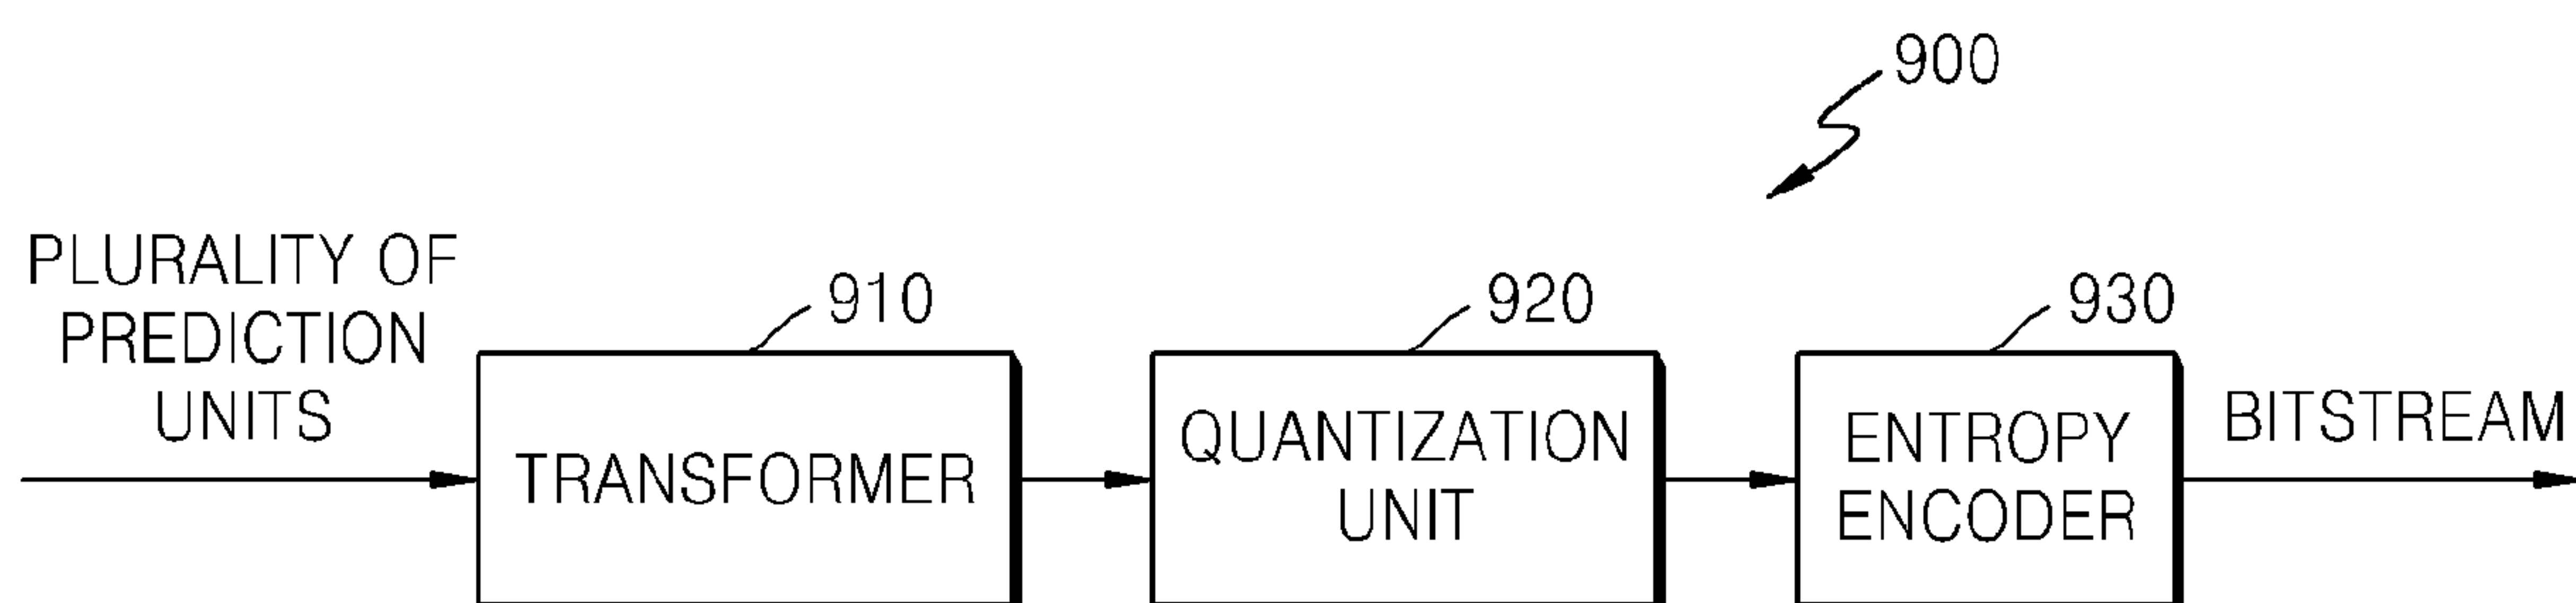 900
PLURALITY OF
PREDICTION
UNITS
910
920
930
TRANSFORMER
QUANTIZATION
UNIT
ENTROPY
ENCODER
BITSTREAM